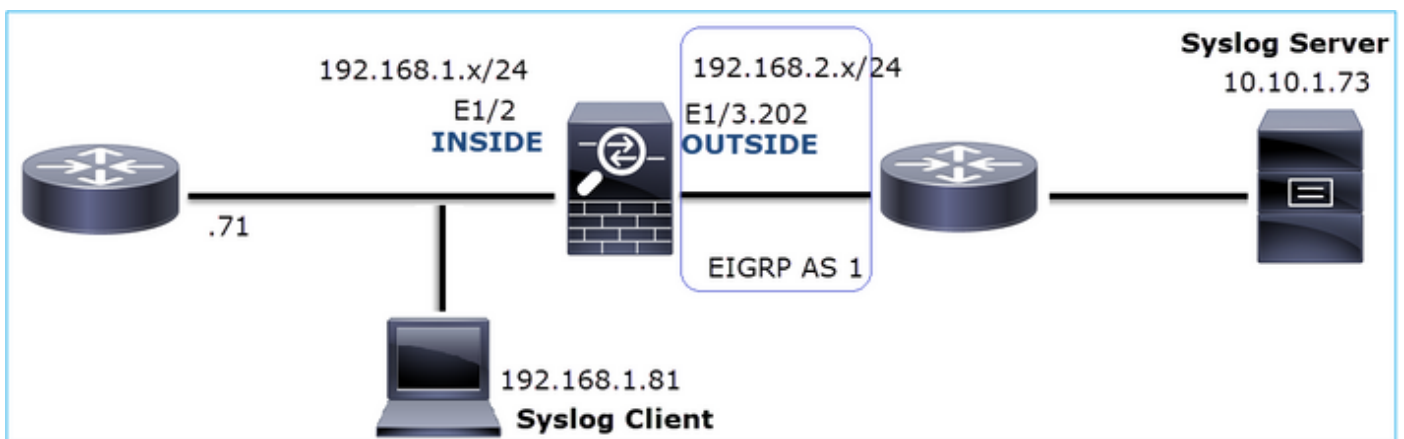 Syslog Server
10.10.1.73
192.168.1.x/24
E1/2
INSIDE
192.168.2.x/24
E1/3.202
OUTSIDE
.71
EIGRP AS 1
192.168.1.81
Syslog Client